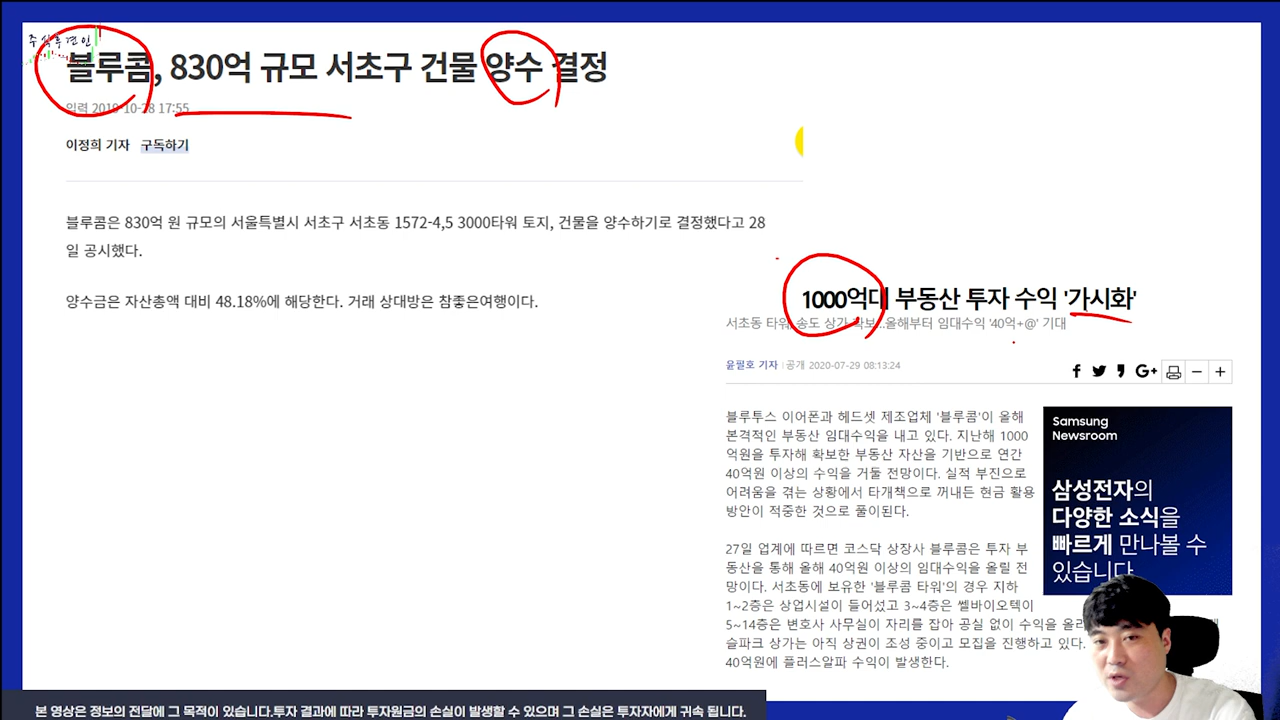 주식루견인
블루콤, 830억 규모 서초구 건물 양수 결정
입력 2019-10-28 17:55
이정희 기자 구독하기
블루콤은 830억 원 규모의 서울특별시 서초구 서초동 1572-4,5 3000타워 토지, 건물을 양수하기로 결정했다고 28
일 공시했다.
양수금은 자산총액 대비 48.18%에 해당한다. 거래 상대방은 참좋은여행이다.
1000억대 부동산 투자 수익 '가시화'
서초동 타워, 송도 상가 확보..올해부터 임대수익 '40억+@' 기대
윤필호 기자 공개 2020-07-29 08:13:24
블루투스 이어폰과 헤드셋 제조업체 '블루콤'이 올해
본격적인 부동산 임대수익을 내고 있다. 지난해 1000
억원을 투자해 확보한 부동산 자산을 기반으로 연간
40억원 이상의 수익을 거둘 전망이다. 실적 부진으로
어려움을 겪는 상황에서 타개책으로 꺼내든 현금 활용
방안이 적중한 것으로 풀이된다.
27일 업계에 따르면 코스닥 상장사 블루콤은 투자 부
동산을 통해 올해 40억원 이상의 임대수익을 올릴 전
망이다. 서초동에 보유한 '블루콤 타워'의 경우 지하
1~2층은 상업시설이 들어섰고 3~4층은 쎌바이오텍이
5~14층은 변호사 사무실이 자리를 잡아 공실 없이 수익을 올리
슬파크 상가는 아직 상권이 조성 중이고 모집을 진행하고 있다.
40억원에 플러스알파 수익이 발생한다.
Samsung
Newsroom
삼성전자의
다양한 소식을
빠르게 만나볼 수
있습니다
본 영상은 정보의 전달에 그 목적이 있습니다.투자 결과에 따라 투자원금의 손실이 발생할 수 있으며 그 손실은 투자자에게 귀속 됩니다.